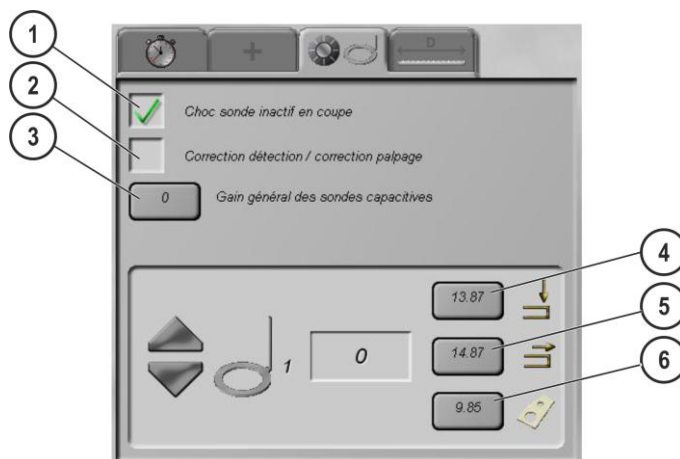 1
2
3
4
5
6
D
Choc sonde inactif en coupe
Correction détection / correction palpage
0 Gain général des sondes capacitives
13.87
1 0 14.87
9.85